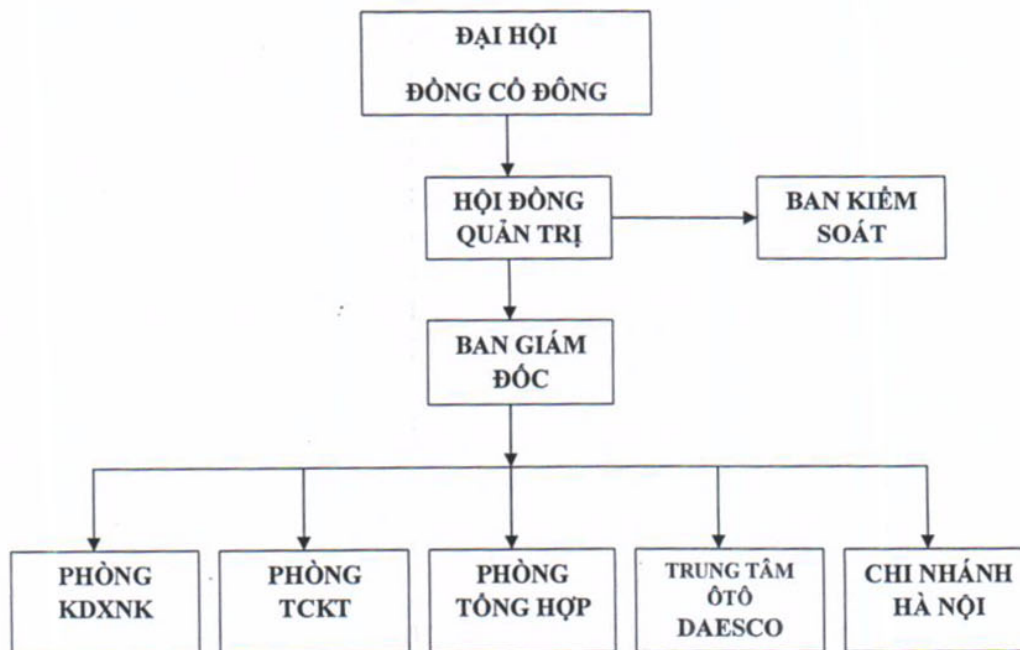 ĐẠI HỘI
ĐỒNG CỔ ĐÔNG
HỘI ĐỒNG
QUẢN TRỊ
BAN KIỂM
SOÁT
BAN GIÁM
ĐỐC
PHÒNG
KDXNK
PHÒNG
TCKT
PHÒNG
TỔNG HỢP
TRUNG TÂM
ÔTÔ
DAESCO
CHI NHÁNH
HÀ NỘI